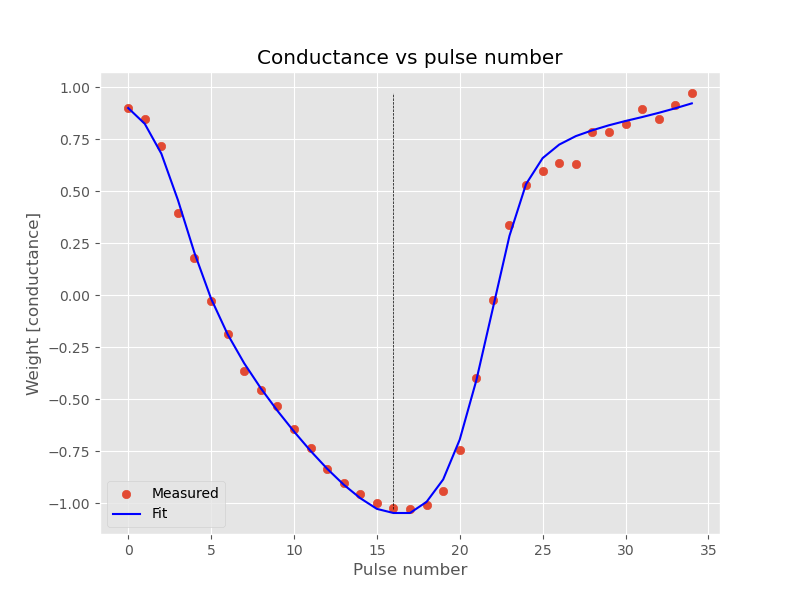 Conductance vs pulse number
1.00
0.75
0.50
0.25
0.00
−0.25
−0.50
−0.75
−1.00
Weight [conductance]
Measured
Fit
0 5 10 15 20 25 30 35
Pulse number